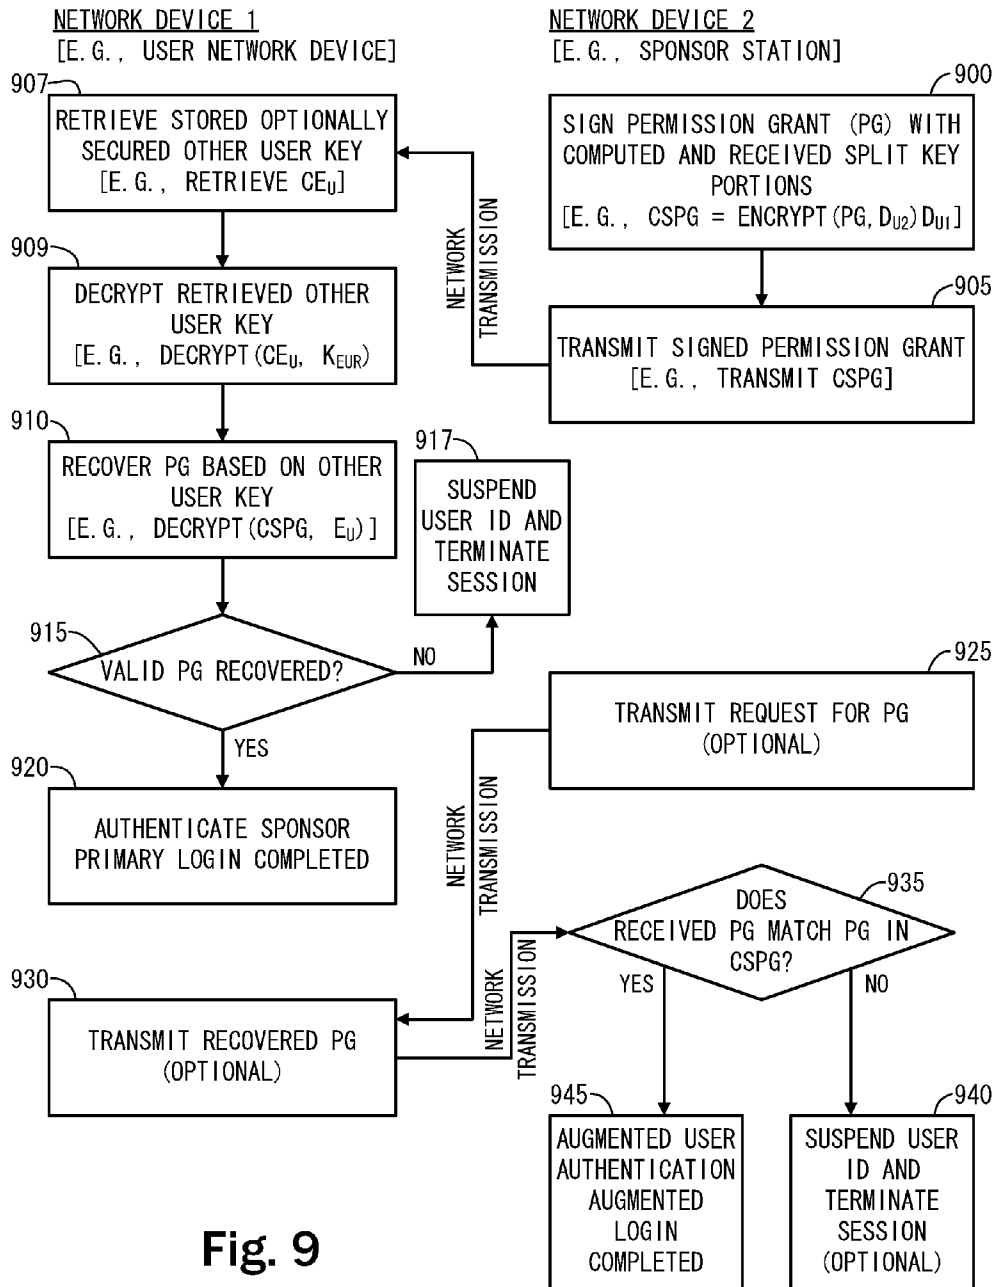 NETWORK DEVICE 1
[E.G., USER NETWORK DEVICE]
NETWORK DEVICE 2
[E.G., SPONSOR STATION]
907
RETRIEVE STORED OPTIONALLY
SECURED OTHER USER KEY
[E.G., RETRIEVE CEU]
900
SIGN PERMISSION GRANT (PG) WITH
COMPUTED AND RECEIVED SPLIT KEY
PORTIONS
[E.G., CSPG = ENCRYPT(PG,DU2)DU1]
NETWORK
TRANSMISSION
909
DECRYPT RETRIEVED OTHER
USER KEY
[E.G., DECRYPT(CEU, KEUR)
905
TRANSMIT SIGNED PERMISSION GRANT
[E.G., TRANSMIT CSPG]
910
RECOVER PG BASED ON OTHER
USER KEY
[E.G., DECRYPT(CSPG, EU)]
917
SUSPEND
USER ID AND
TERMINATE
SESSION
915
VALID PG RECOVERED?
NO
YES
925
TRANSMIT REQUEST FOR PG
(OPTIONAL)
920
AUTHENTICATE SPONSOR
PRIMARY LOGIN COMPLETED
NETWORK
TRANSMISSION
935
DOES
RECEIVED PG MATCH PG IN
CSPG?
YES
NO
930
TRANSMIT RECOVERED PG
(OPTIONAL)
NETWORK
TRANSMISSION
945
AUGMENTED USER
AUTHENTICATION
AUGMENTED
LOGIN
COMPLETED
940
SUSPEND USER
ID AND
TERMINATE
SESSION
(OPTIONAL)
Fig. 9